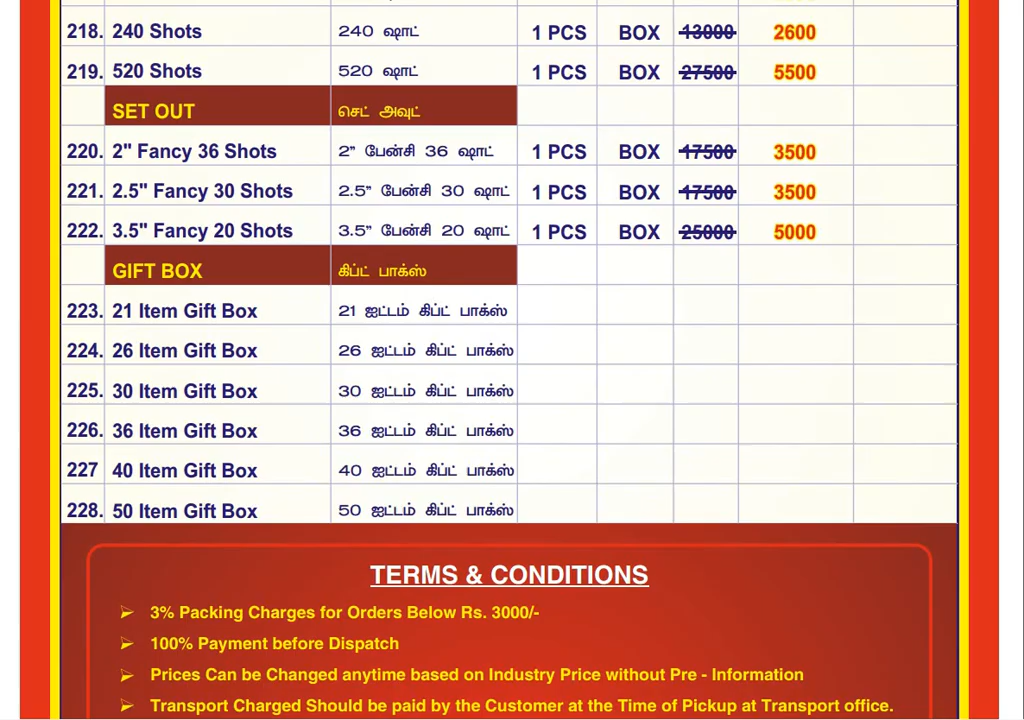 218. 240 Shots 240 ஷாட் 1 PCS BOX 13000 2600
219. 520 Shots 520 ஷாட் 1 PCS BOX 27500 5500
SET OUT செட் அவுட்
220. 2" Fancy 36 Shots 2” பேன்சி 36 ஷாட் 1 PCS BOX 17500 3500
221. 2.5" Fancy 30 Shots 2.5” பேன்சி 30 ஷாட் 1 PCS BOX 17500 3500
222. 3.5" Fancy 20 Shots 3.5” பேன்சி 20 ஷாட் 1 PCS BOX 25000 5000
GIFT BOX கிப்ட் பாக்ஸ்
223. 21 Item Gift Box 21 ஐட்டம் கிப்ட் பாக்ஸ்
224. 26 Item Gift Box 26 ஐட்டம் கிப்ட் பாக்ஸ்
225. 30 Item Gift Box 30 ஐட்டம் கிப்ட் பாக்ஸ்
226. 36 Item Gift Box 36 ஐட்டம் கிப்ட் பாக்ஸ்
227 40 Item Gift Box 40 ஐட்டம் கிப்ட் பாக்ஸ்
228. 50 Item Gift Box 50 ஐட்டம் கிப்ட் பாக்ஸ்
TERMS & CONDITIONS
➢ 3% Packing Charges for Orders Below Rs. 3000/-
➢ 100% Payment before Dispatch
➢ Prices Can be Changed anytime based on Industry Price without Pre - Information
➢ Transport Charged Should be paid by the Customer at the Time of Pickup at Transport office.